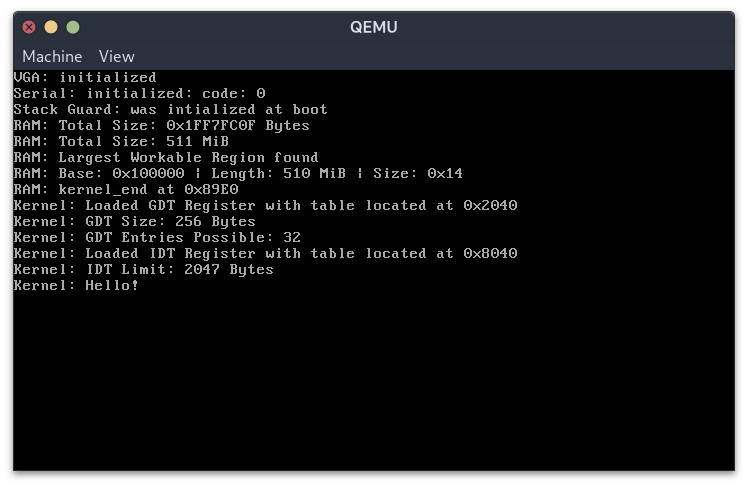 QEMU
Machine View
VGA: initialized
Serial: initialized: code: 0
Stack Guard: was intialized at boot
RAM: Total Size: 0x1FF7FC0F Bytes
RAM: Total Size: 511 MiB
RAM: Largest Workable Region found
RAM: Base: 0x100000 ¦ Length: 510 MiB ¦ Size: 0x14
RAM: kernel_end at 0x89E0
Kernel: Loaded GDT Register with table located at 0x2040
Kernel: GDT Size: 256 Bytes
Kernel: GDT Entries Possible: 32
Kernel: Loaded IDT Register with table located at 0x8040
Kernel: IDT Limit: 2047 Bytes
Kernel: Hello!